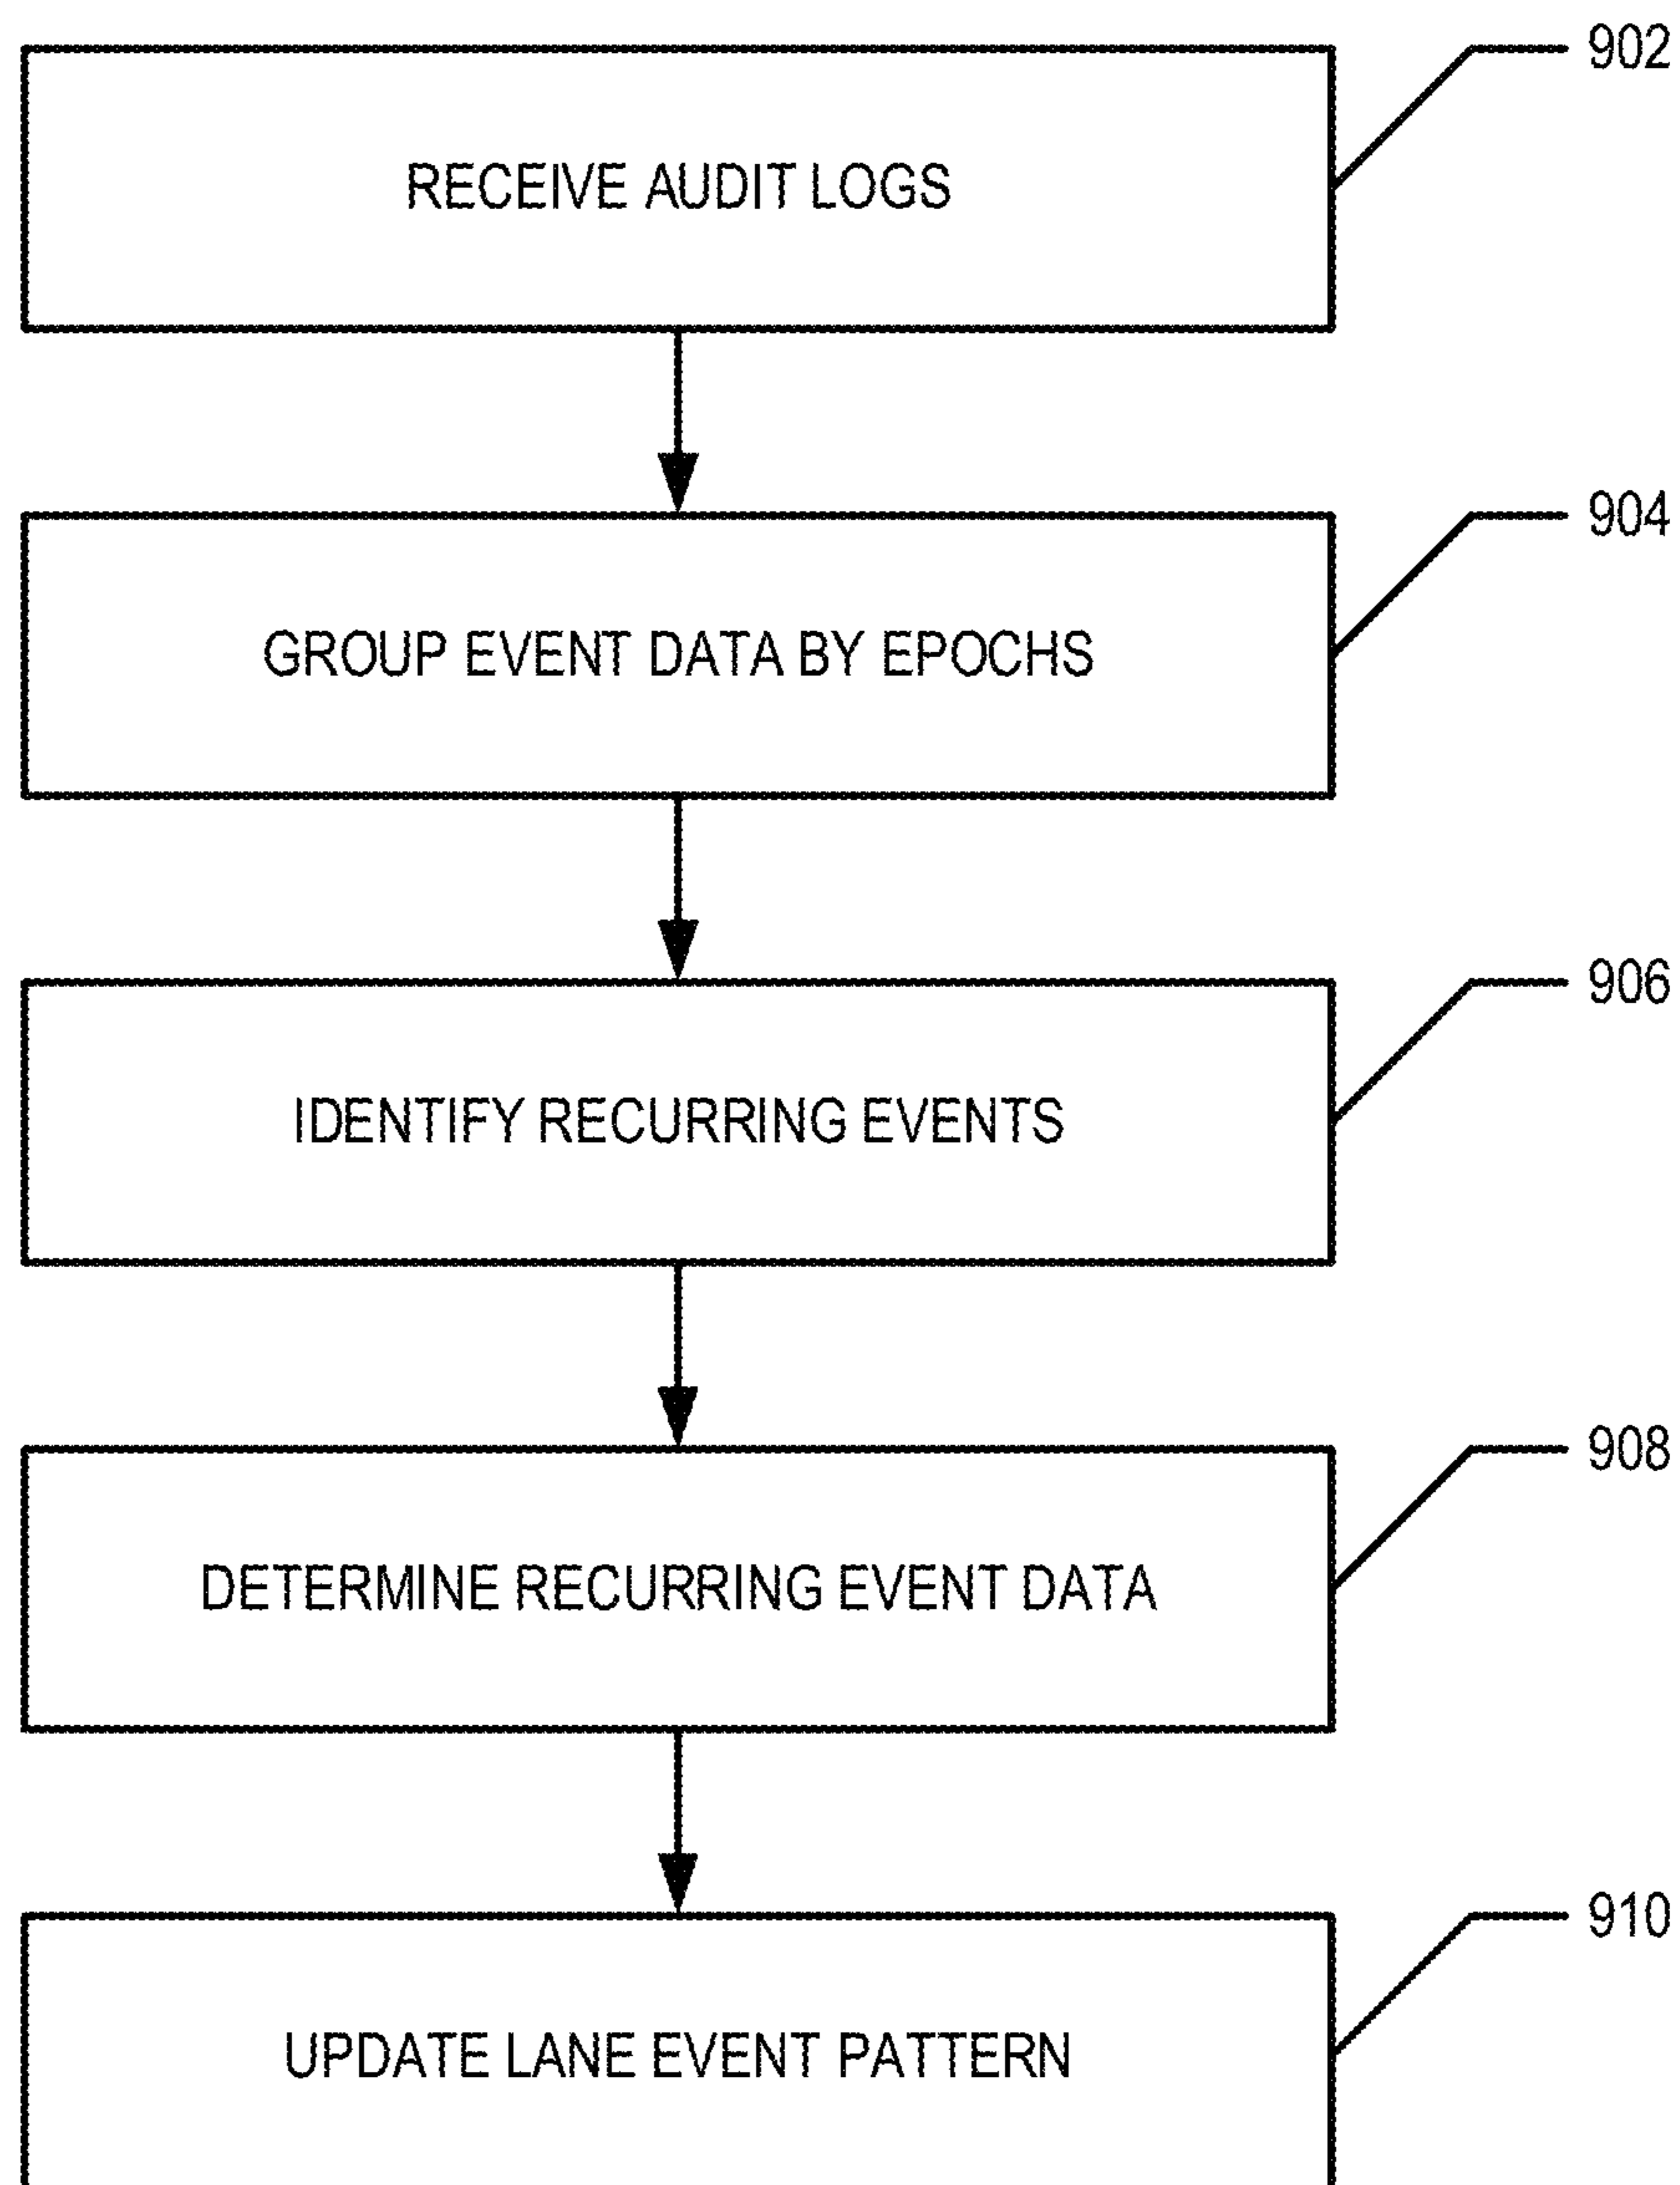 902
RECEIVE AUDIT LOGS
904
GROUP EVENT DATA BY EPOCHS
906
IDENTIFY RECURRING EVENTS
908
DETERMINE RECURRING EVENT DATA
910
UPDATE LANE EVENT PATTERN